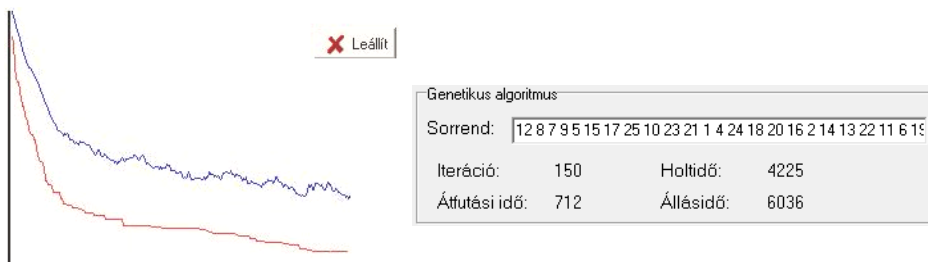 Leállít
Genetikus algoritmus
Sorrend: 12 8 7 9 5 15 17 25 10 23 21 1 4 24 18 20 16 2 14 13 22 11 6 19
Iteráció: 150 Holtidő: 4225
Átfutási idő: 712 Állásidő: 6036